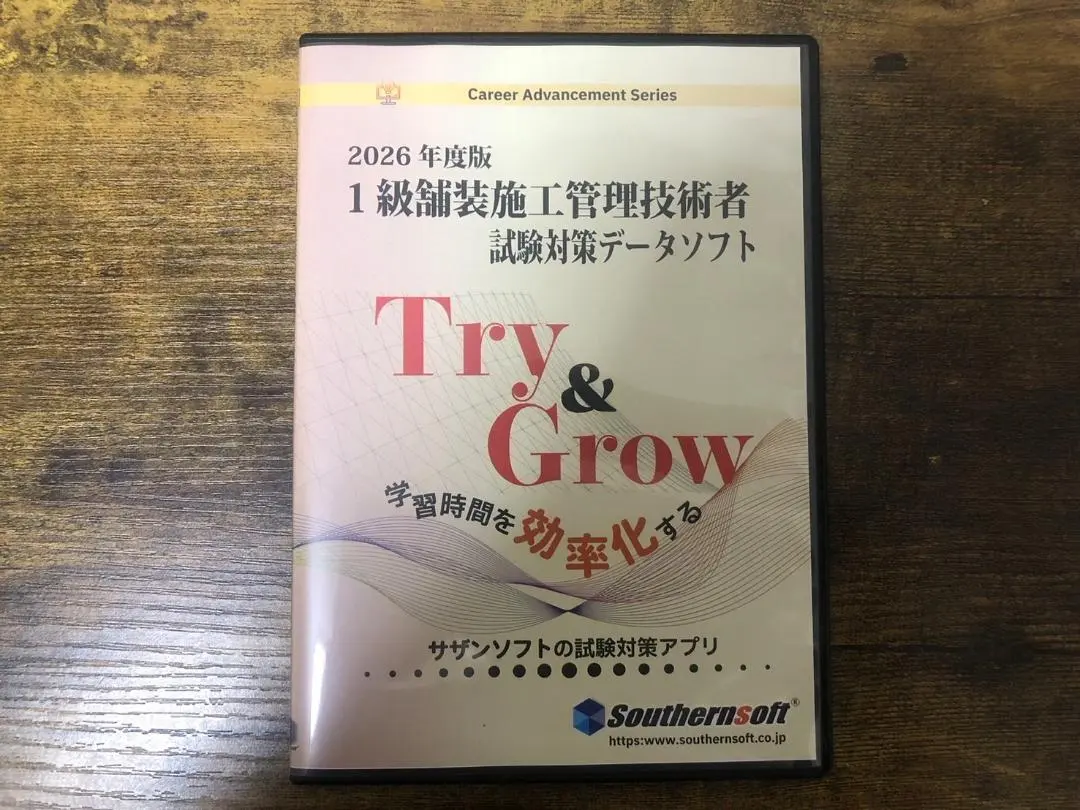 Career Advancement Series
2026 年度版
1 級舗装施工管理技術者
試験対策データソフト
Try
&
Grow
学習時間を効率化する
サザンソフトの試験対策アプリ
Southernsoft®
https:www.southernsoft.co.jp